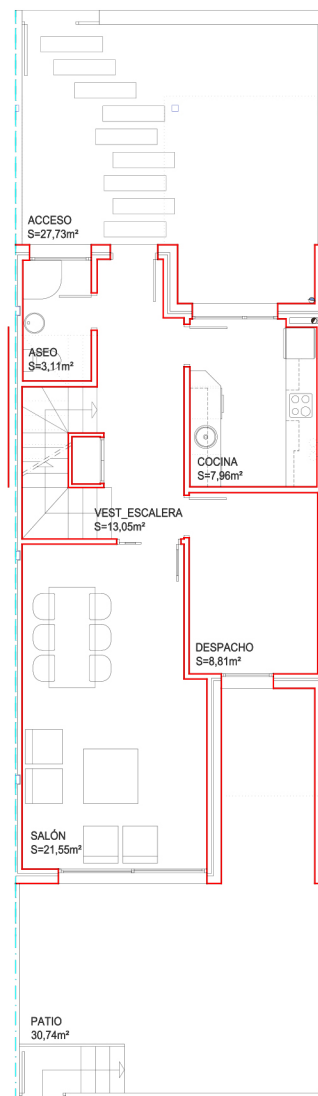 ACCESO
S=27,73m²
ASEO
S=3,11m²
COCINA
S=7,96m²
VEST_ESCALERA
S=13,05m²
DESPACHO
S=8,81m²
SALÓN
S=21,55m²
PATIO
30,74m²